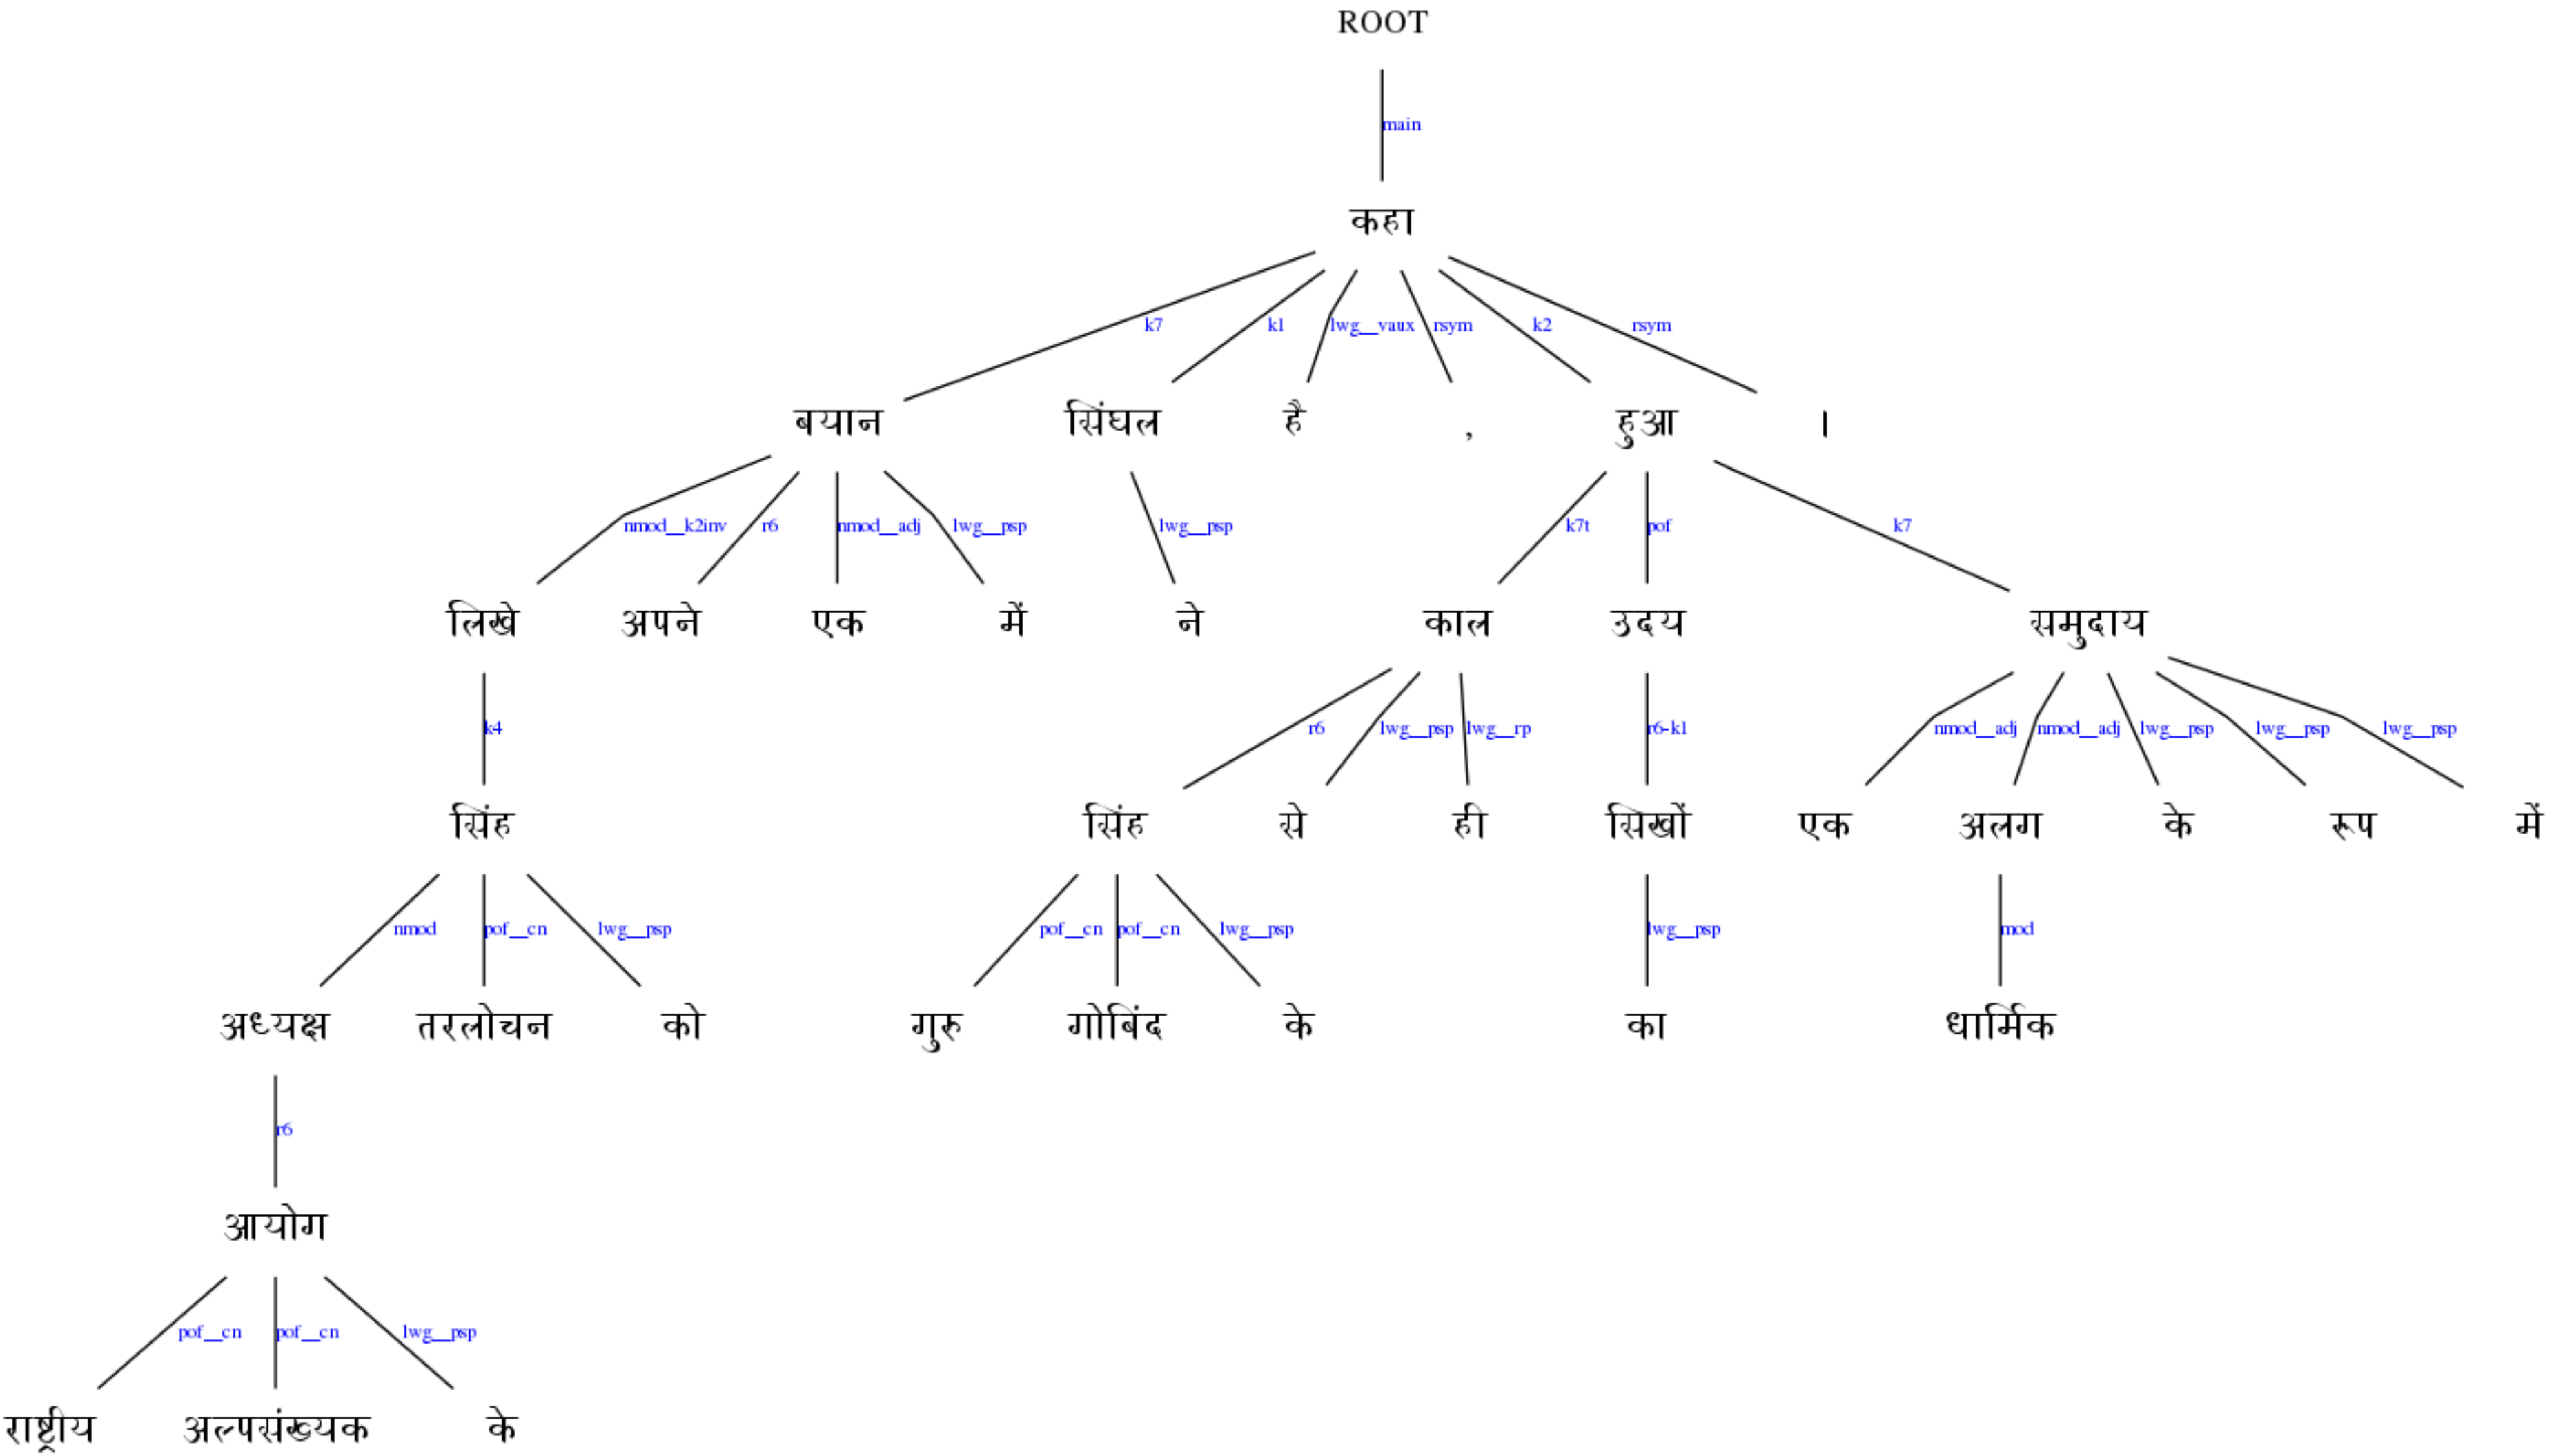 ROOT
main
कहा
k7 k1 lwg__vaux rsym k2 rsym
बयान सिंघल है , हुआ ।
nmod__k2inv r6 nmod__adj lwg__psp lwg__psp k7t pof k7
लिखे अपने एक में ने काल उदय समुदाय
k4 r6 lwg__psp lwg__rp r6-k1 nmod__adj nmod__adj lwg__psp lwg__psp lwg__psp
सिंह सिंह से ही सिखों एक अलग के रूप में
nmod pof__cn lwg__psp pof__cn pof__cn lwg__psp lwg__psp mod
अध्यक्ष तरलोचन को गुरु गोबिंद के का धार्मिक
r6
आयोग
pof__cn pof__cn lwg__psp
राष्ट्रीय अल्पसंख्यक के